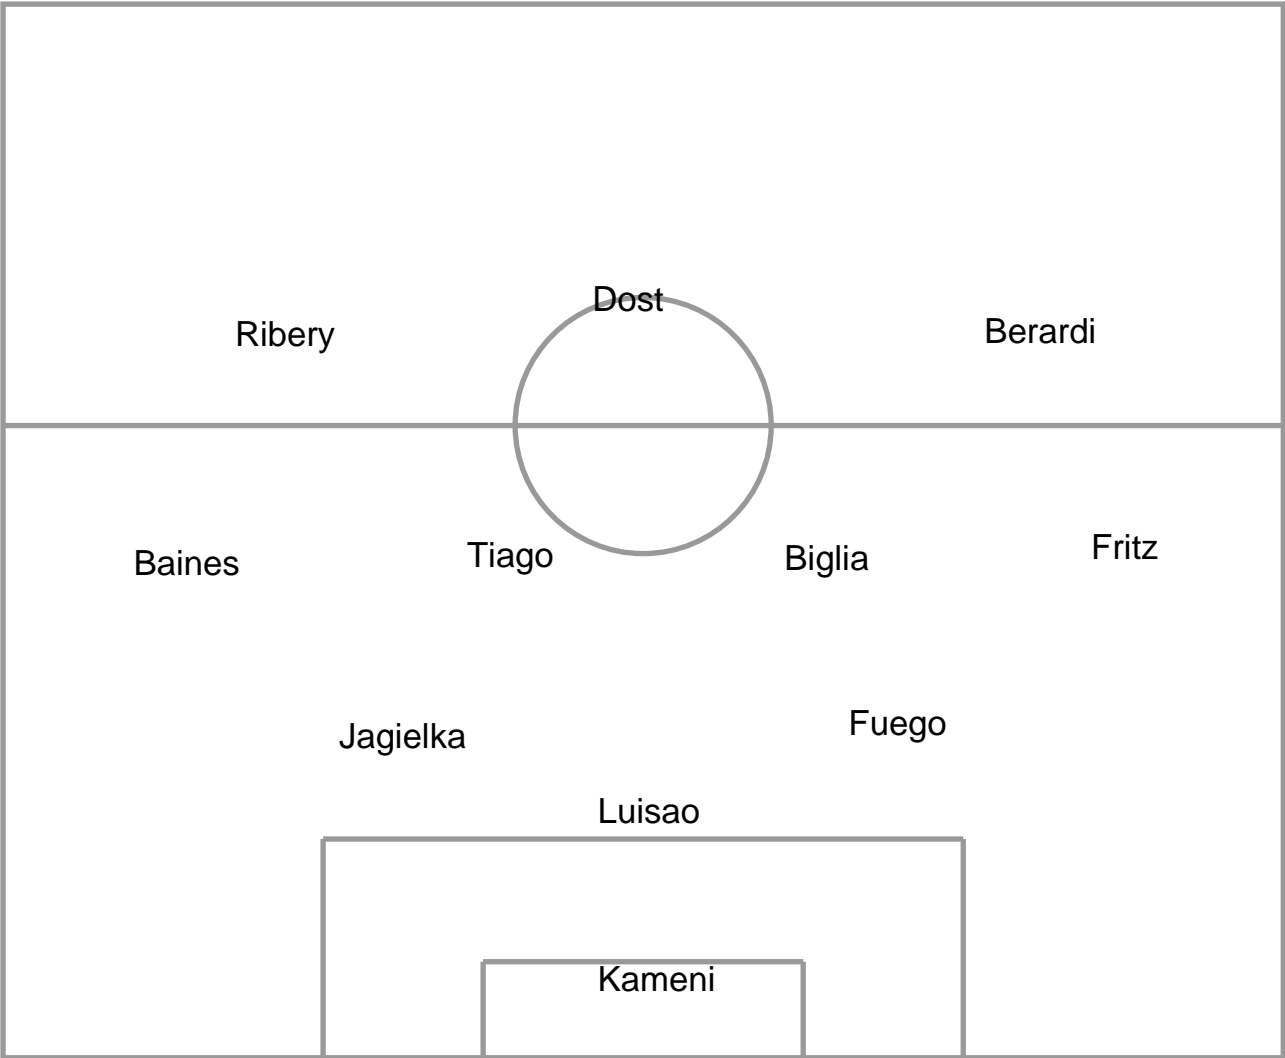 Dost
Ribery
Berardi
Baines
Tiago
Biglia
Fritz
Jagielka
Fuego
Luisao
Kameni